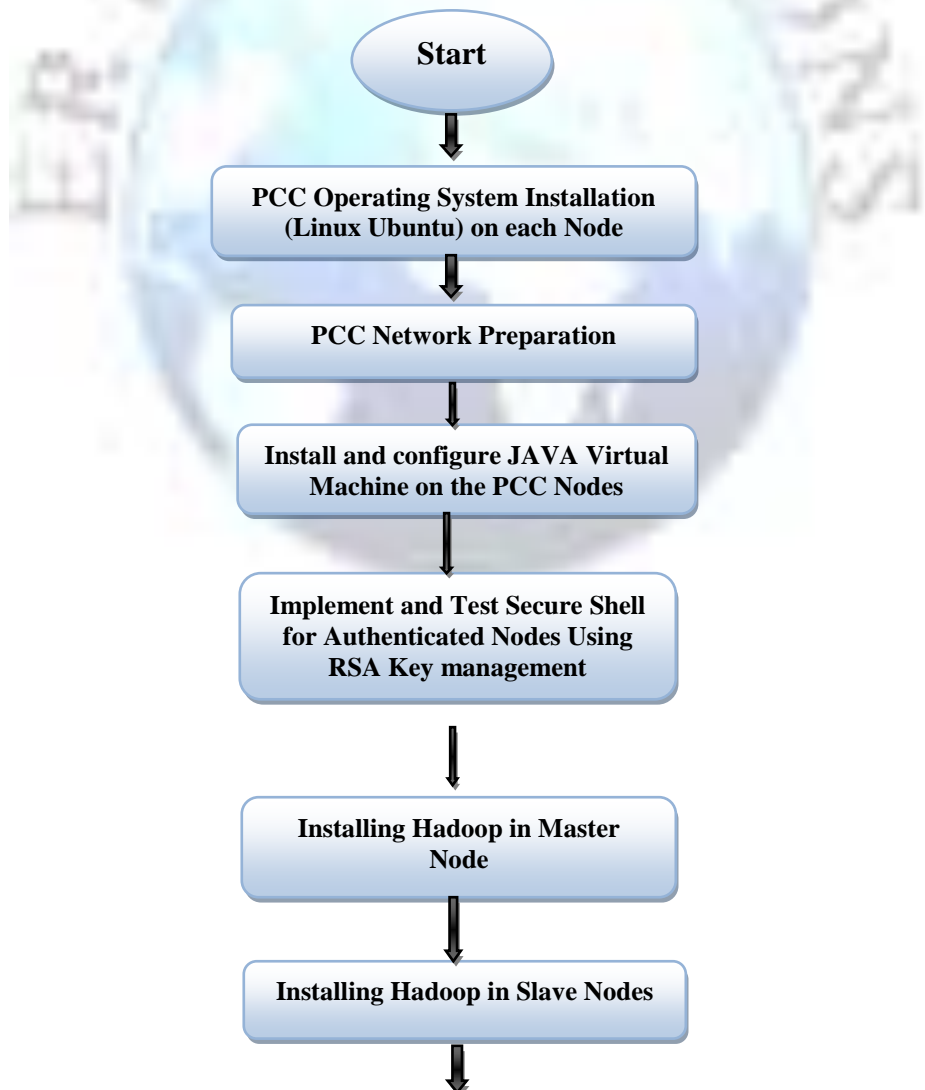 Start
PCC Operating System Installation
(Linux Ubuntu) on each Node
PCC Network Preparation
Install and configure JAVA Virtual
Machine on the PCC Nodes
Implement and Test Secure Shell
for Authenticated Nodes Using
RSA Key management
Installing Hadoop in Master
Node
Installing Hadoop in Slave Nodes